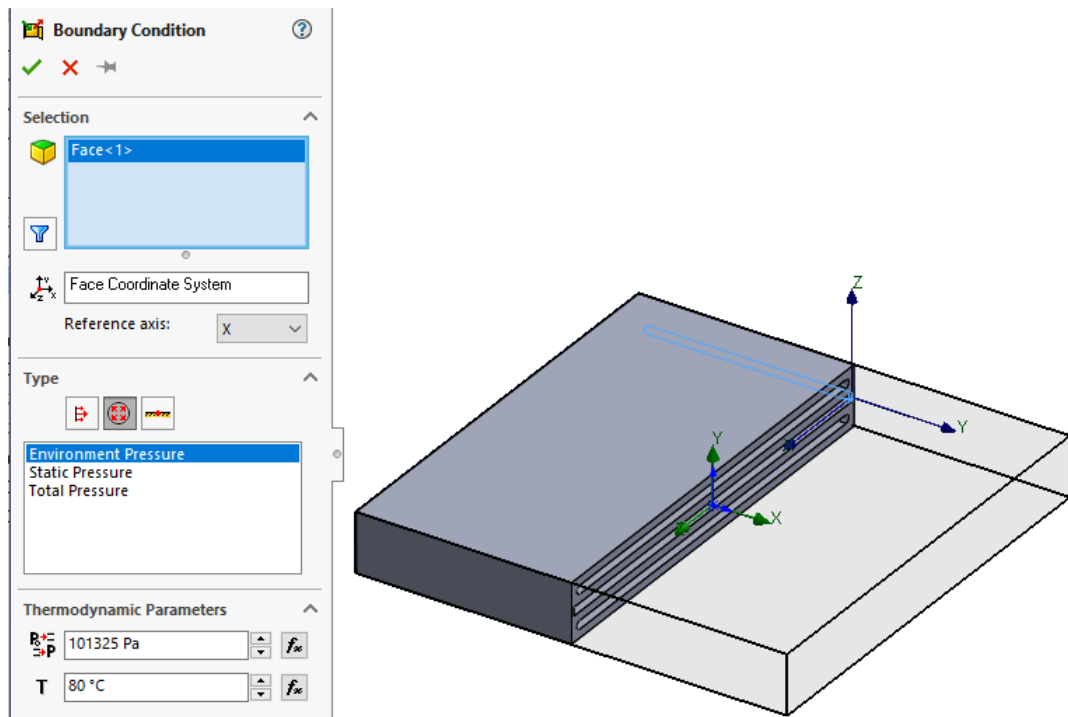 Boundary Condition
Selection
Face<1>
Face Coordinate System
Reference axis: X
Type
Environment Pressure
Static Pressure
Total Pressure
Thermodynamic Parameters
101325 Pa
T 80 °C
Z
Y
Y
X